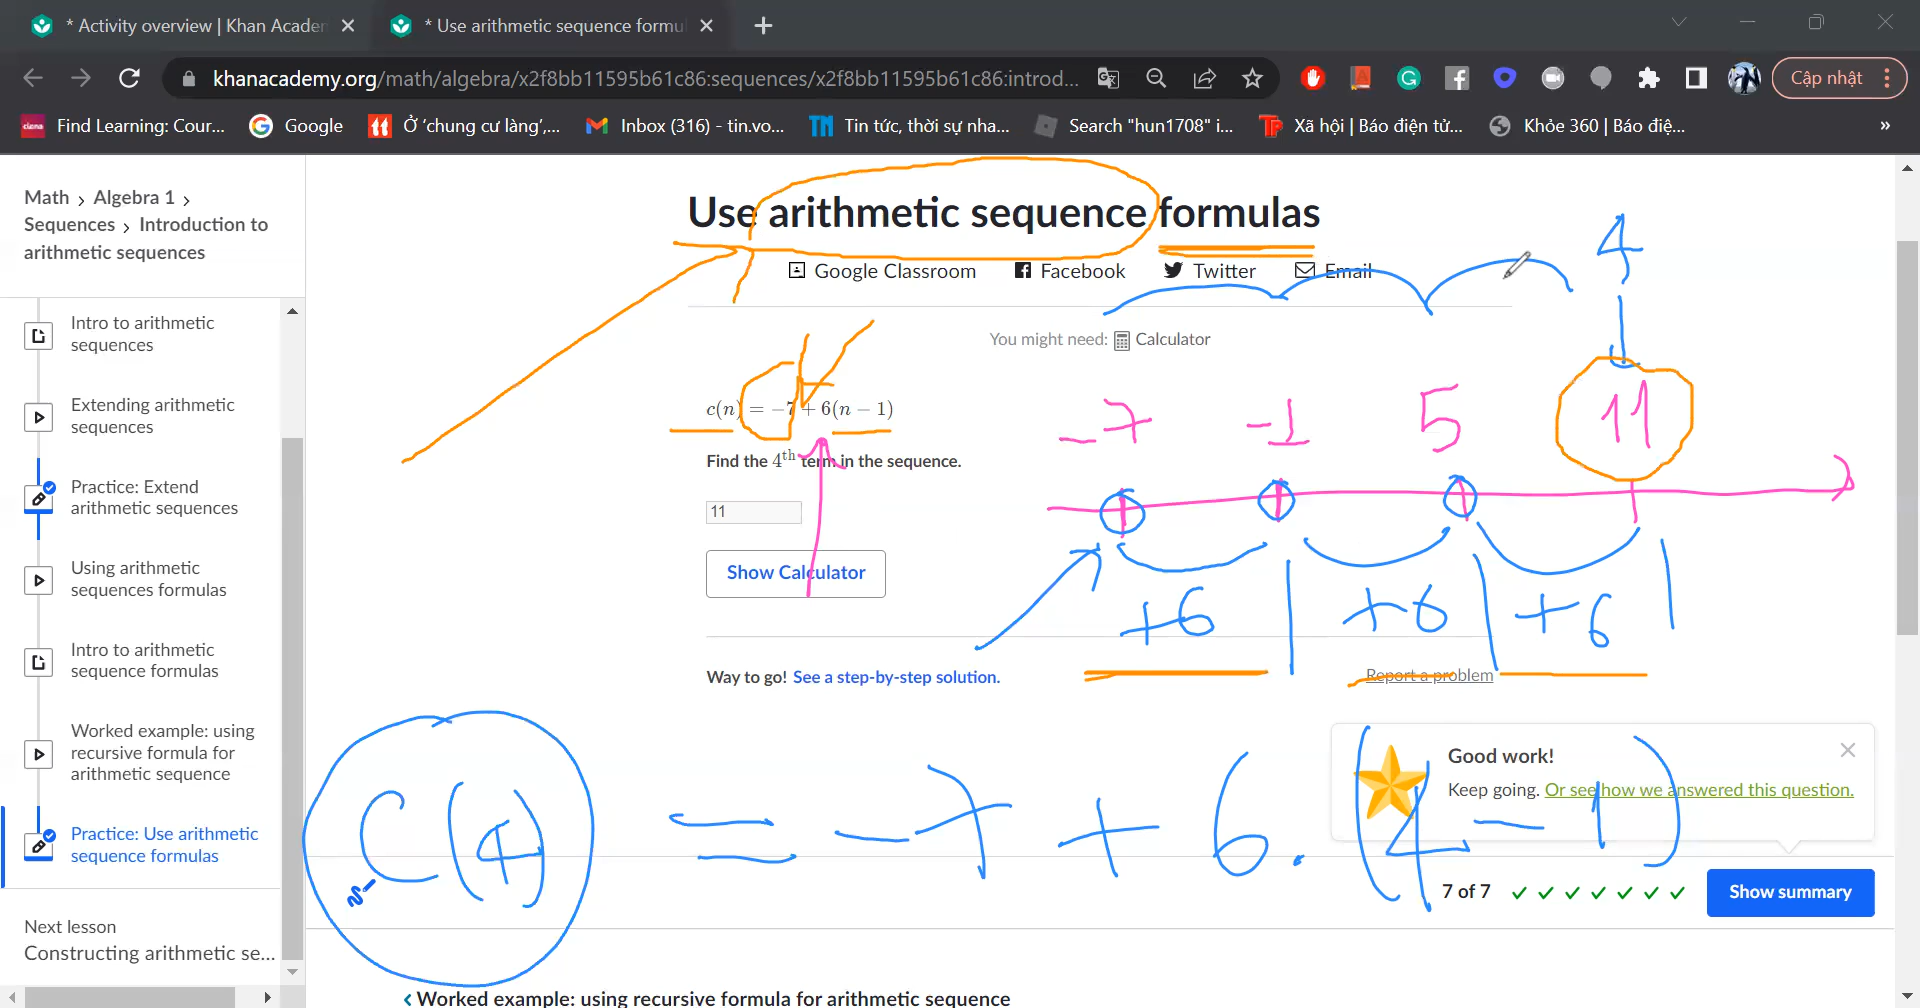 * Activity overview | Khan Acader
* Use arithmetic sequence formu
khanacademy.org/math/algebra/x2f8bb11595b61c86:sequences/x2f8bb11595b61c86:introd...
Cập nhật
Find Learning: Cour...
Google
Ở 'chung cư làng',...
Inbox (316) - tin.vo...
Tin tức, thời sự nha...
Search "hun1708" i...
Xã hội | Báo điện tử...
Khỏe 360 | Báo điệ...
»
Math > Algebra 1 >
Sequences > Introduction to
arithmetic sequences
Intro to arithmetic
sequences
Extending arithmetic
sequences
Practice: Extend
arithmetic sequences
Using arithmetic
sequences formulas
Intro to arithmetic
sequence formulas
Worked example: using
recursive formula for
arithmetic sequence
Practice: Use arithmetic
sequence formulas
Next lesson
Constructing arithmetic se...
Use arithmetic sequence formulas
Google Classroom
Facebook
Twitter
Email
4
You might need: Calculator
c(n) = −7 + 6(n − 1)
-7 -1 5 11
Find the 4th term in the sequence.
11
Show Calculator
+6 +6 +6
Way to go! See a step-by-step solution.
Report a problem
Good work!
Keep going. Or see how we answered this question.
C(4) = -7 + 6.(4-1)
7 of 7
Show summary
‹ Worked example: using recursive formula for arithmetic sequence